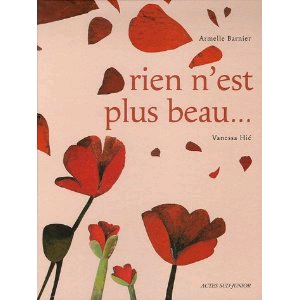 Armelle Barnier
rien n'est
plus beau...
Vanessa Hié
ACTES SUD JUNIOR